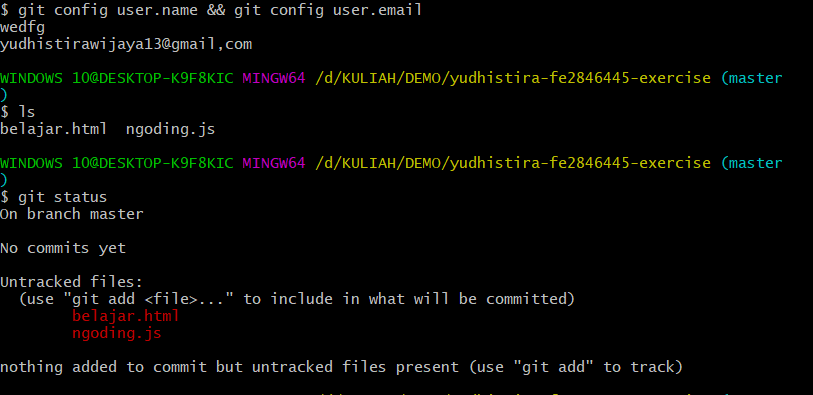 $ git config user.name && git config user.email
wedfg
yudhistirawijaya13@gmail,com
WINDOWS 10@DESKTOP-K9F8KIC MINGW64 /d/KULIAH/DEMO/yudhistira-fe2846445-exercise (master
)
$ ls
belajar.html  ngoding.js
WINDOWS 10@DESKTOP-K9F8KIC MINGW64 /d/KULIAH/DEMO/yudhistira-fe2846445-exercise (master
)
$ git status
On branch master
No commits yet
Untracked files:
  (use "git add <file>..." to include in what will be committed)
        belajar.html
        ngoding.js
nothing added to commit but untracked files present (use "git add" to track)